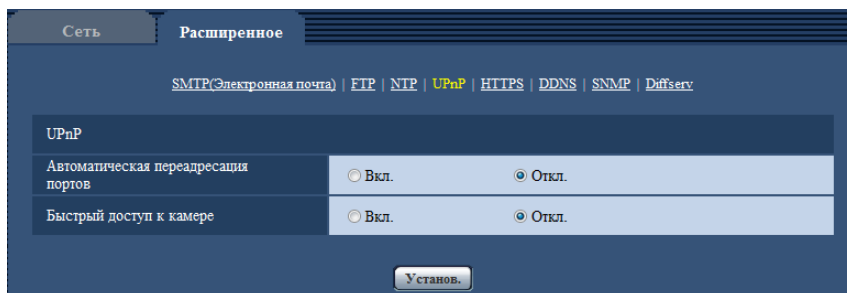 Сеть Расширенное
SMTP(Электронная почта) | FTP | NTP | UPnP | HTTPS | DDNS | SNMP | Diffserv
UPnP
Автоматическая переадресация
портов
Вкл. Откл.
Быстрый доступ к камере Вкл. Откл.
Установ.